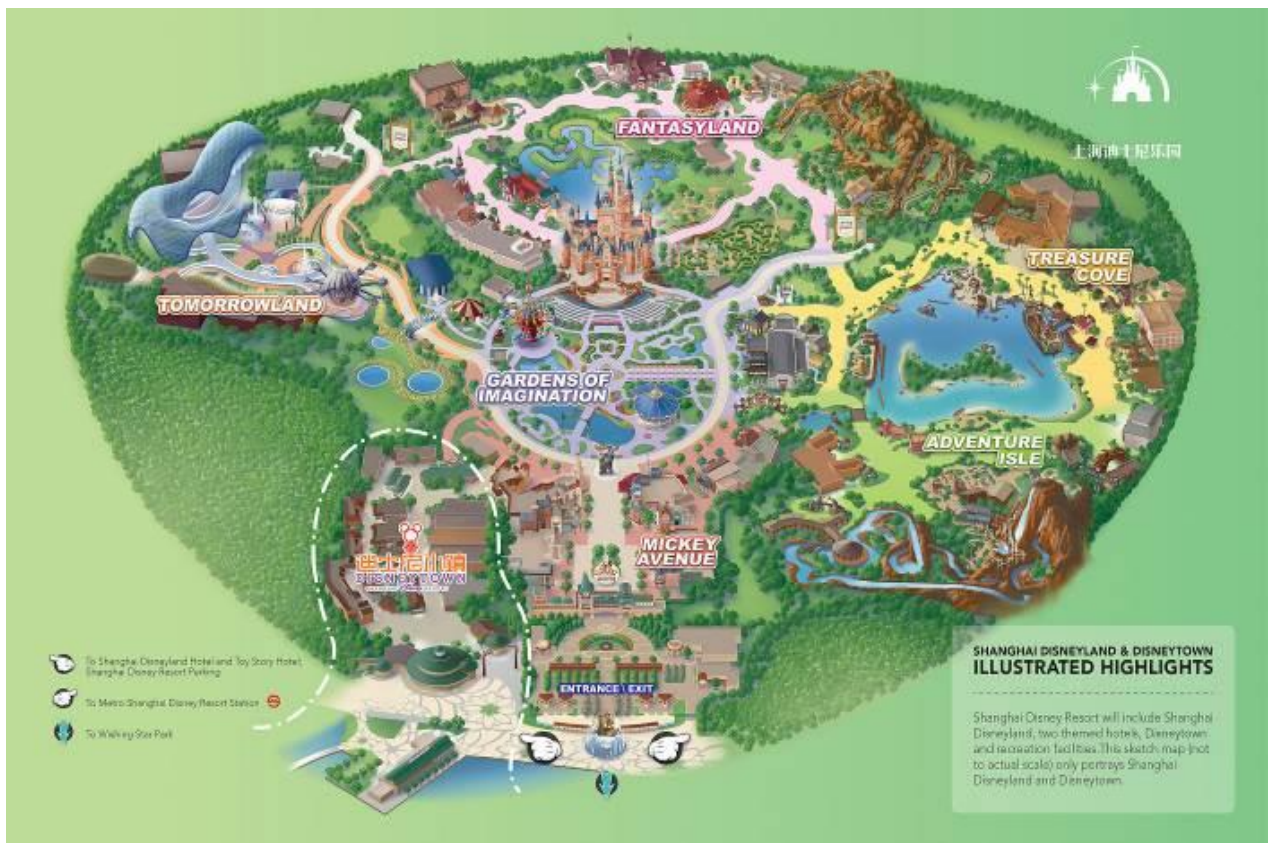 上海迪士尼乐园
FANTASYLAND
TREASURE
COVE
TOMORROWLAND
GARDENS OF
IMAGINATION
ADVENTURE
ISLE
MICKEY
AVENUE
迪士尼小镇
DISNEYTOWN
ENTRANCE \ EXIT
To Shanghai Disneyland Hotel and Toy Story Hotel;
Shanghai Disney Resort Parking
To Metro Shanghai Disney Resort Station
To Wishing Star Park
SHANGHAI DISNEYLAND & DISNEYTOWN
ILLUSTRATED HIGHLIGHTS
Shanghai Disney Resort will include Shanghai
Disneyland, two themed hotels, Disneytown
and recreation facilities. This sketch map (not
to actual scale) only portrays Shanghai
Disneyland and Disneytown.